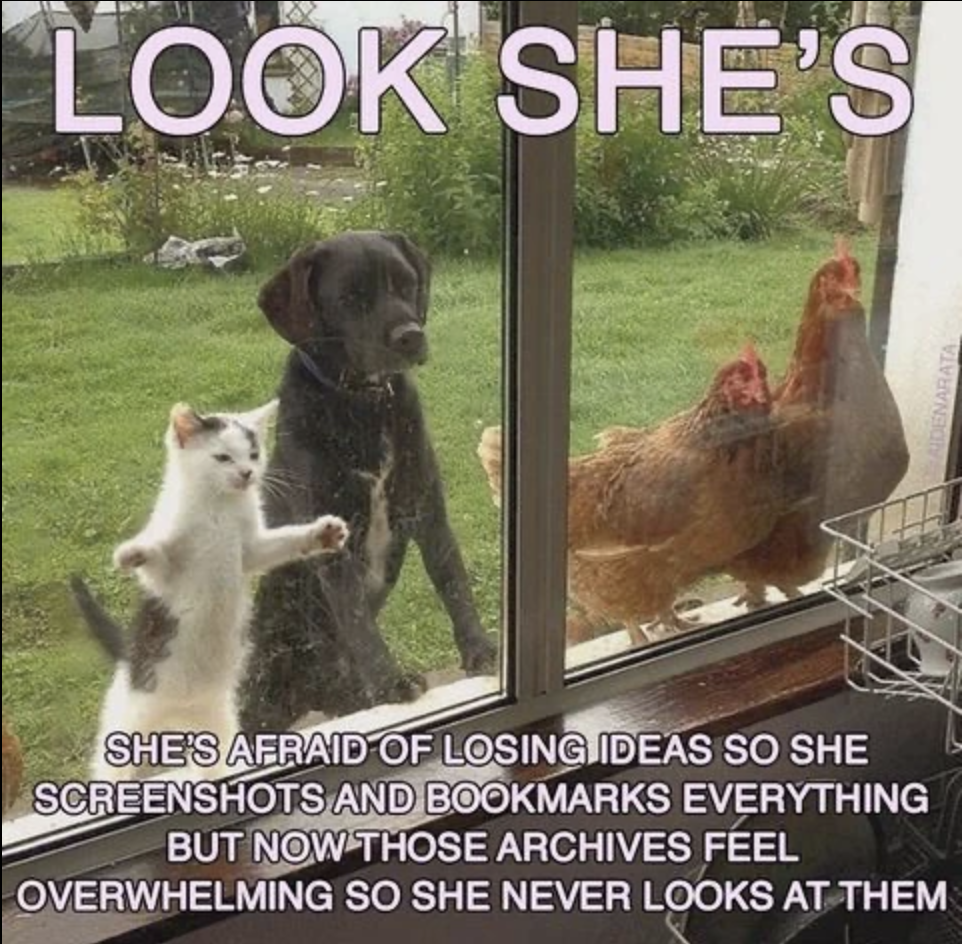 LOOK SHE'S
@AIDENARATA
SHE'S AFRAID OF LOSING IDEAS SO SHE
SCREENSHOTS AND BOOKMARKS EVERYTHING
BUT NOW THOSE ARCHIVES FEEL
OVERWHELMING SO SHE NEVER LOOKS AT THEM